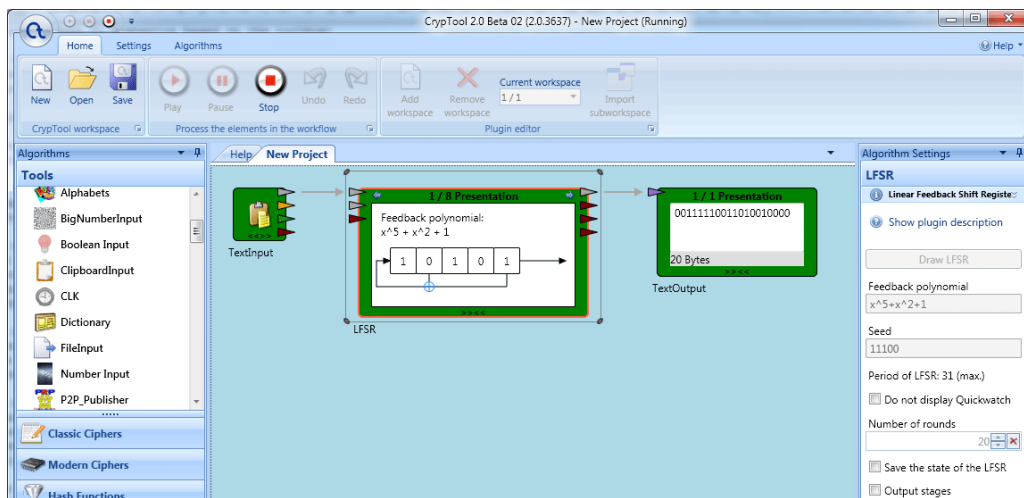 CrypTool 2.0 Beta 02 (2.0.3637) - New Project (Running)
Home Settings Algorithms Help
New Open Save Play Pause Stop Undo Redo Add workspace Remove workspace Current workspace 1 / 1 Import subworkspace
CrypTool workspace Process the elements in the workflow Plugin editor
Algorithms
Tools
Alphabets
BigNumberInput
Boolean Input
ClipboardInput
CLK
Dictionary
FileInput
Number Input
P2P_Publisher
Classic Ciphers
Modern Ciphers
Hash Functions
Help New Project
TextInput
1 / 8 Presentation
Feedback polynomial:
x^5 + x^2 + 1
1 0 1 0 1
LFSR
1 / 1 Presentation
00111110011010010000
20 Bytes
TextOutput
Algorithm Settings
LFSR
Linear Feedback Shift Registe
Show plugin description
Draw LFSR
Feedback polynomial
x^5+x^2+1
Seed
11100
Period of LFSR: 31 (max.)
Do not display Quickwatch
Number of rounds
20
Save the state of the LFSR
Output stages